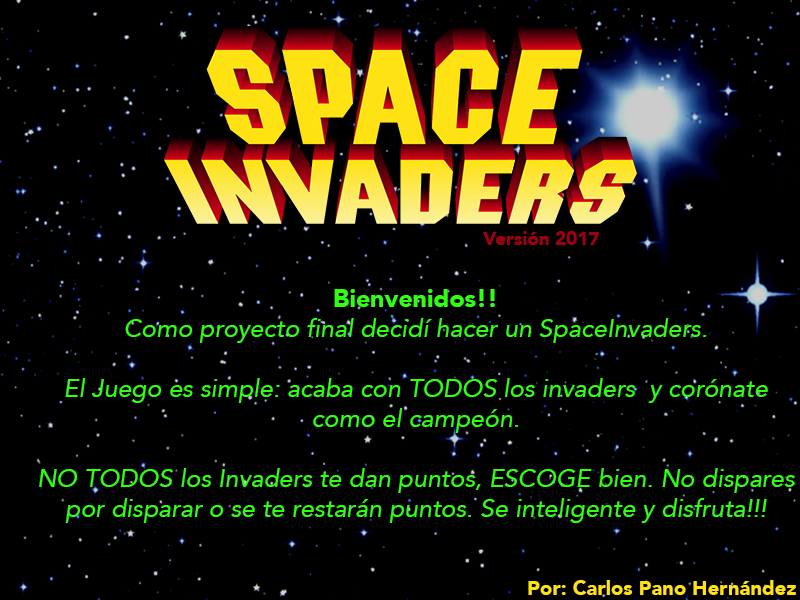 SPACE
INVADERS
Versión 2017
Bienvenidos!!
Como proyecto final decidí hacer un SpaceInvaders.
El Juego es simple: acaba con TODOS los invaders  y corónate
como el campeón.
NO TODOS los Invaders te dan puntos, ESCOGE bien. No dispares
por disparar o se te restarán puntos. Se inteligente y disfruta!!!
Por: Carlos Pano Hernández